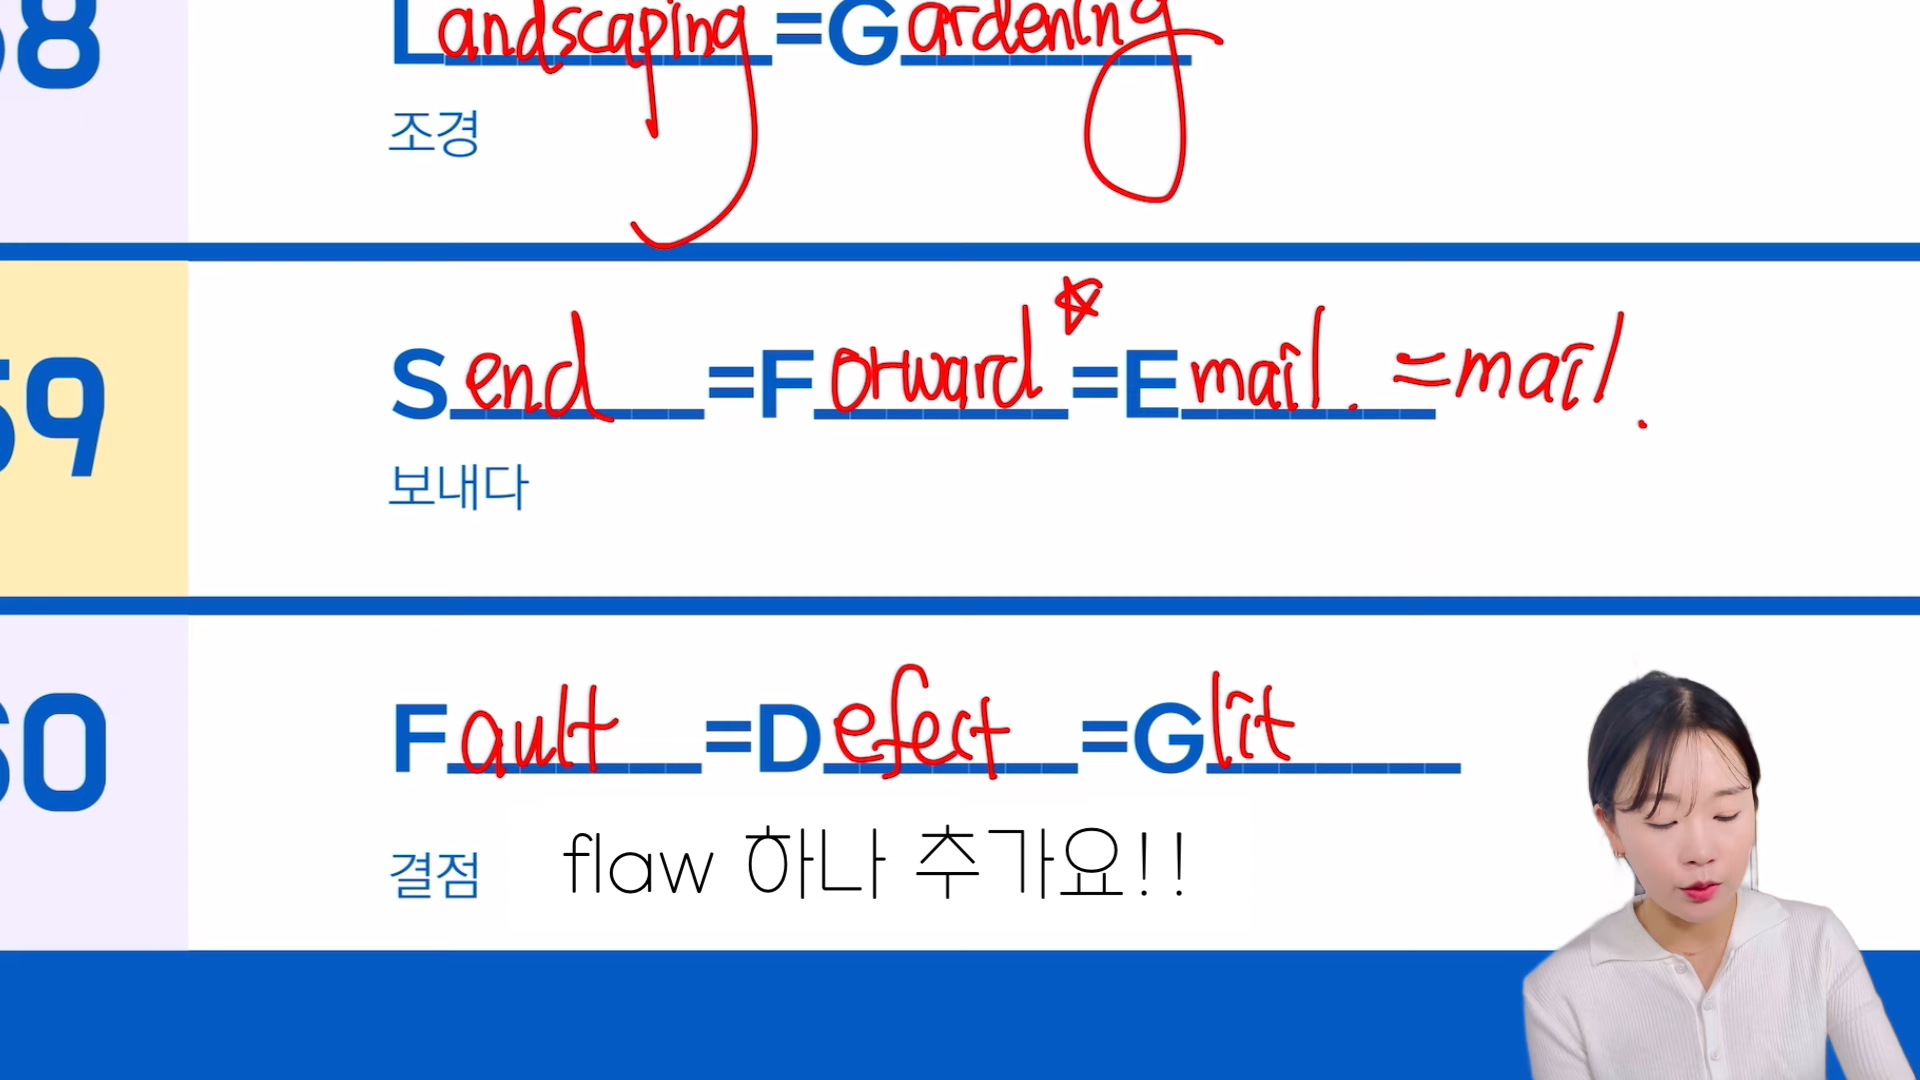 58
Landscaping=Gardening
조경
59
Send=Forward☆=Email. =mail.
보내다
60
Fault=Defect=Glit
결점 flaw 하나 추가요!!